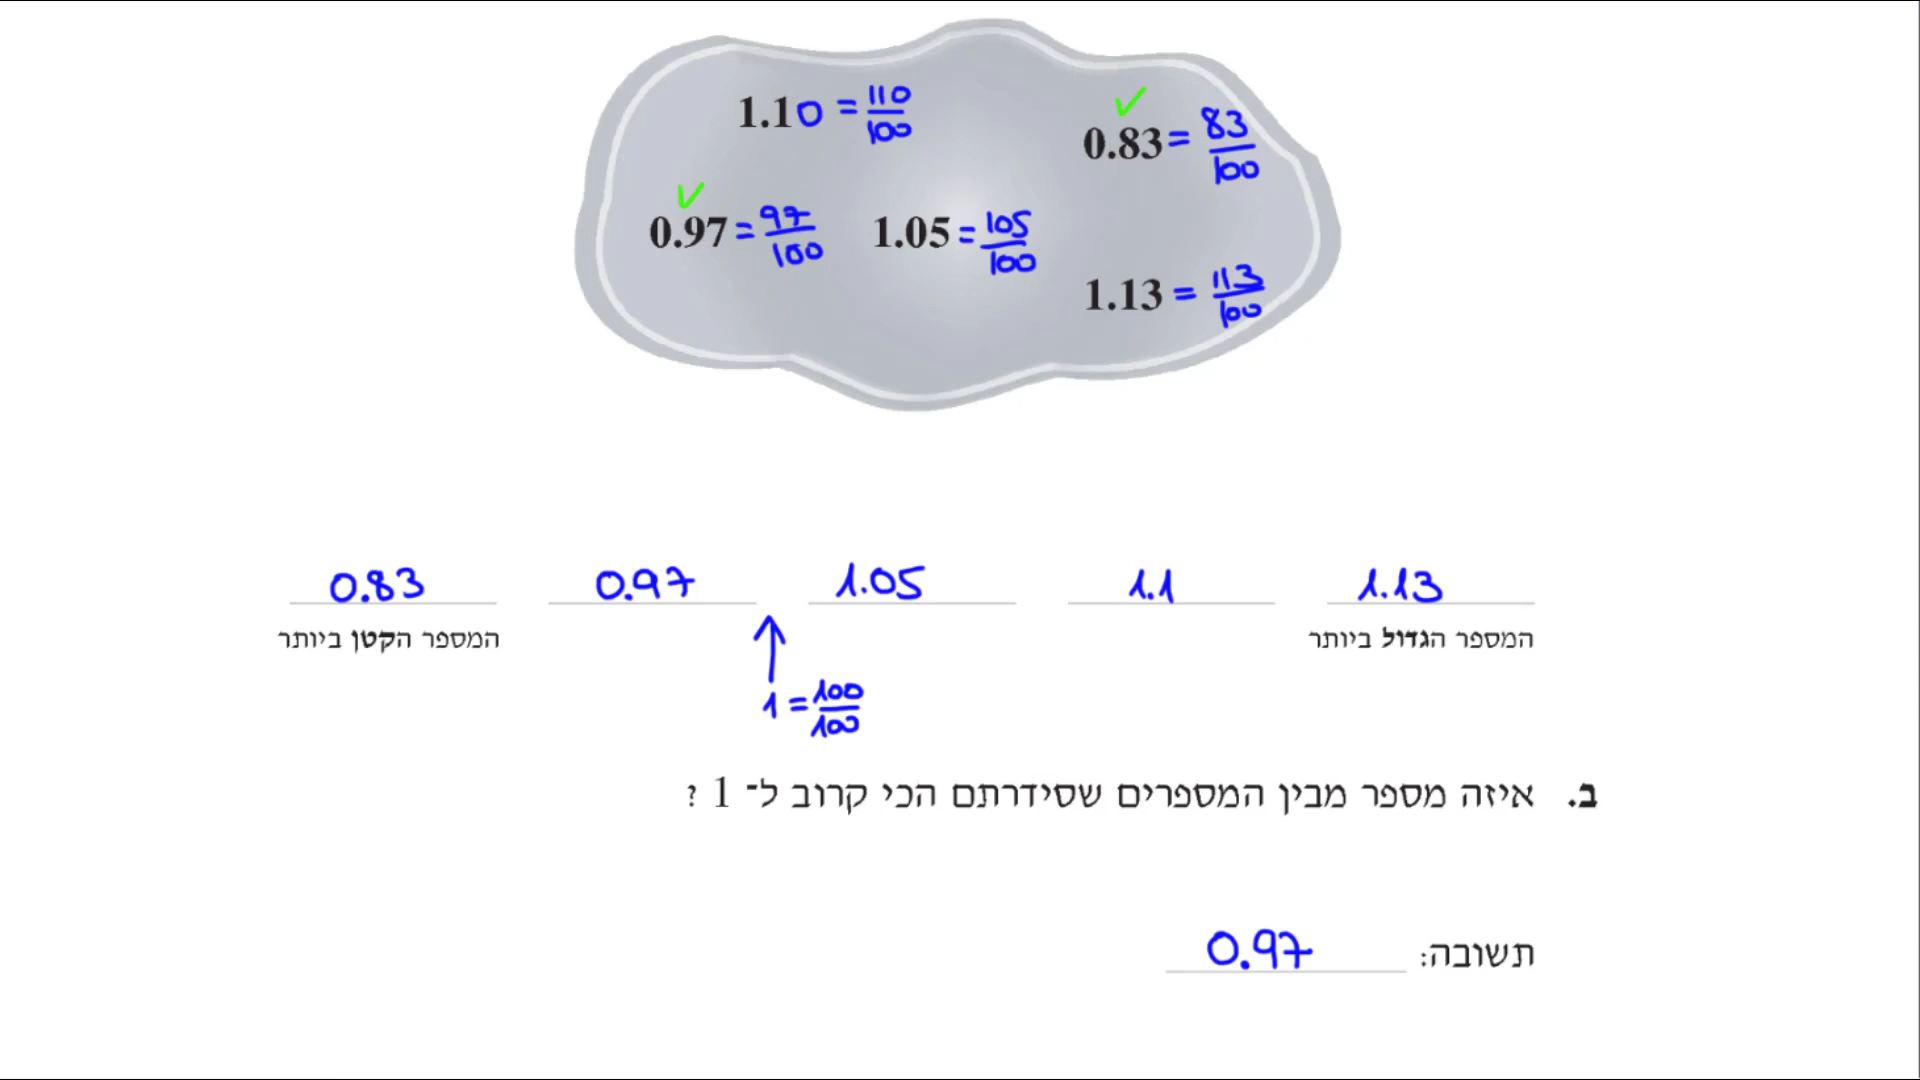 1.10 = 110/100
✓
0.83 = 83/100
✓
0.97 = 97/100
1.05 = 105/100
1.13 = 113/100
0.83 0.97 1.05 1.1 1.13
המספר הקטן ביותר
המספר הגדול ביותר
1 = 100/100
ב. איזה מספר מבין המספרים שסידרתם הכי קרוב ל־ 1 ?
תשובה: 0.97